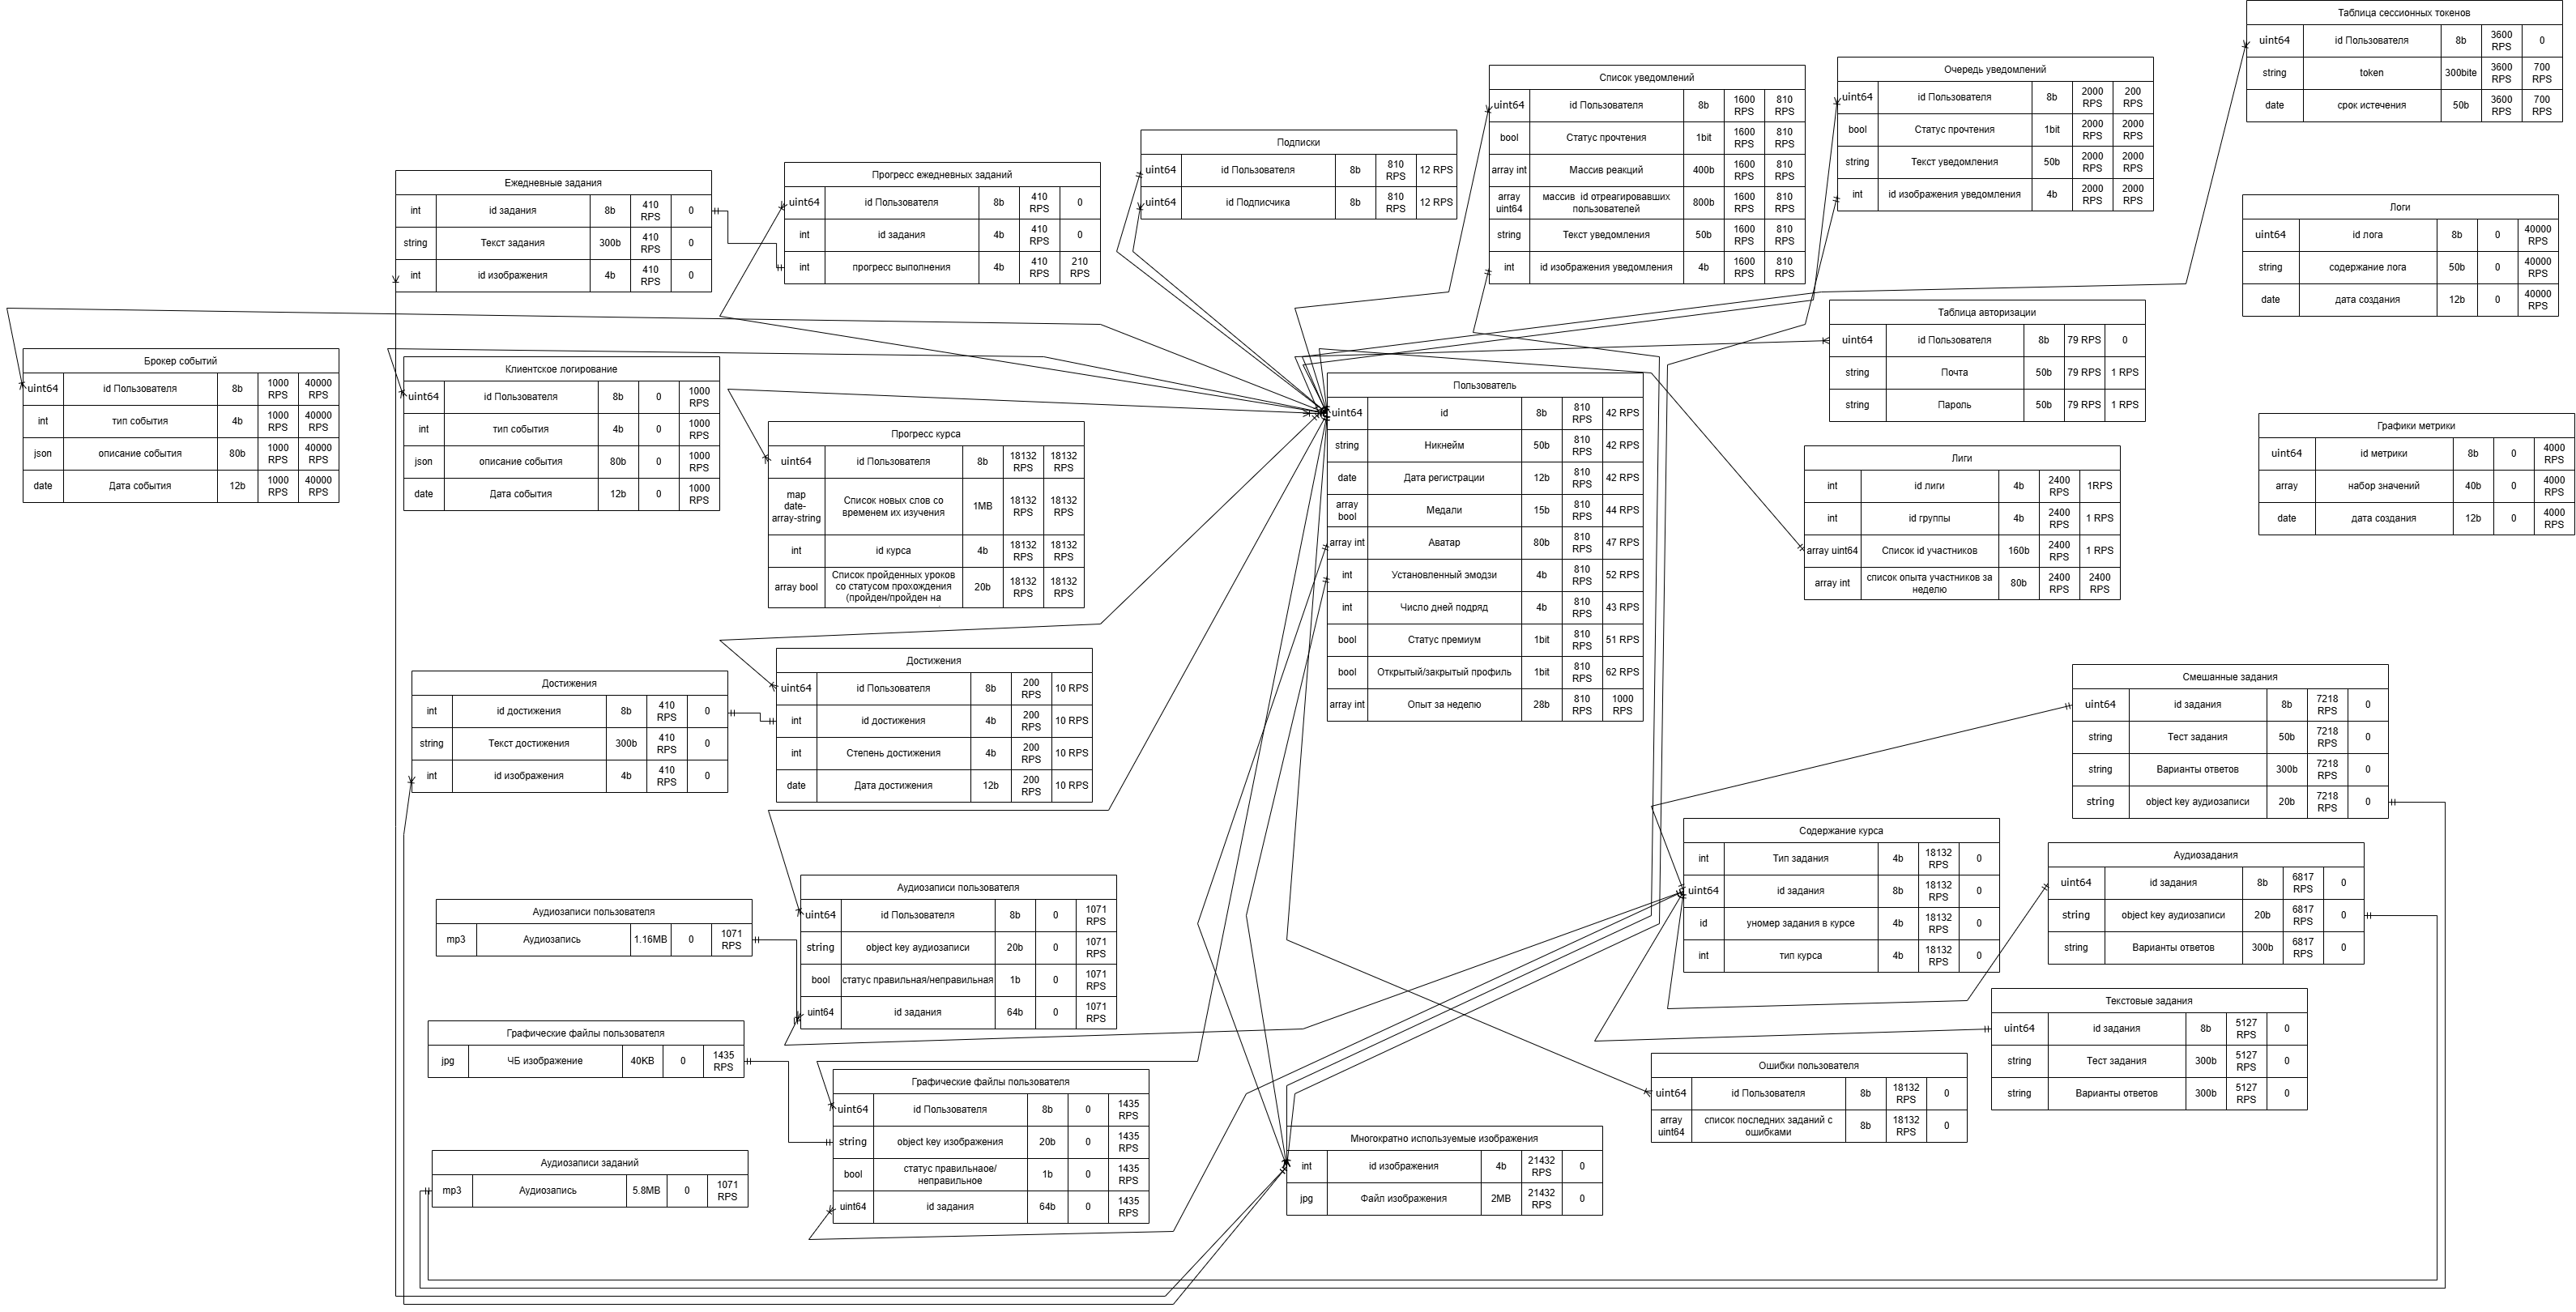 Таблица сессионных токенов
uint64 id Пользователя 8b 3600 RPS 0
string token 300bite 3600 RPS 700 RPS
date срок истечения 50b 3600 RPS 700 RPS
Список уведомлений
uint64 id Пользователя 8b 1600 RPS 810 RPS
bool Статус прочтения 1bit 1600 RPS 810 RPS
array int Массив реакций 400b 1600 RPS 810 RPS
array uint64 массив id отреагировавших пользователей 800b 1600 RPS 810 RPS
string Текст уведомления 50b 1600 RPS 810 RPS
int id изображения уведомления 4b 1600 RPS 810 RPS
Очередь уведомлений
uint64 id Пользователя 8b 2000 RPS 200 RPS
bool Статус прочтения 1bit 2000 RPS 2000 RPS
string Текст уведомления 50b 2000 RPS 2000 RPS
int id изображения уведомления 4b 2000 RPS 2000 RPS
Подписки
uint64 id Пользователя 8b 810 RPS 12 RPS
uint64 id Подписчика 8b 810 RPS 12 RPS
Ежедневные задания
int id задания 8b 410 RPS 0
string Текст задания 300b 410 RPS 0
int id изображения 4b 410 RPS 0
Прогресс ежедневных заданий
uint64 id Пользователя 8b 410 RPS 0
int id задания 4b 410 RPS 0
int прогресс выполнения 4b 410 RPS 210 RPS
Логи
uint64 id лога 8b 0 40000 RPS
string содержание лога 50b 0 40000 RPS
date дата создания 12b 0 40000 RPS
Таблица авторизации
uint64 id Пользователя 8b 79 RPS 0
string Почта 50b 79 RPS 1 RPS
string Пароль 50b 79 RPS 1 RPS
Брокер событий
uint64 id Пользователя 8b 1000 RPS 40000 RPS
int тип события 4b 1000 RPS 40000 RPS
json описание события 80b 1000 RPS 40000 RPS
date Дата события 12b 1000 RPS 40000 RPS
Клиентское логирование
uint64 id Пользователя 8b 0 1000 RPS
int тип события 4b 0 1000 RPS
json описание события 80b 0 1000 RPS
date Дата события 12b 0 1000 RPS
Прогресс курса
uint64 id Пользователя 8b 18132 RPS 18132 RPS
map date-array-string Список новых слов со временем их изучения 1MB 18132 RPS 18132 RPS
int id курса 4b 18132 RPS 18132 RPS
array bool Список пройденных уроков со статусом прохождения (пройден/пройден на 20b 18132 RPS 18132 RPS
Пользователь
uint64 id 8b 810 RPS 42 RPS
string Никнейм 50b 810 RPS 42 RPS
date Дата регистрации 12b 810 RPS 42 RPS
array bool Медали 15b 810 RPS 44 RPS
array int Аватар 80b 810 RPS 47 RPS
int Установленный эмодзи 4b 810 RPS 52 RPS
int Число дней подряд 4b 810 RPS 43 RPS
bool Статус премиум 1bit 810 RPS 51 RPS
bool Открытый/закрытый профиль 1bit 810 RPS 62 RPS
array int Опыт за неделю 28b 810 RPS 1000 RPS
Графики метрики
uint64 id метрики 8b 0 4000 RPS
array набор значений 40b 0 4000 RPS
date дата создания 12b 0 4000 RPS
Лиги
int id лиги 4b 2400 RPS 1RPS
int id группы 4b 2400 RPS 1 RPS
array uint64 Список id участников 160b 2400 RPS 1 RPS
array int список опыта участников за неделю 80b 2400 RPS 2400 RPS
Достижения
int id достижения 8b 410 RPS 0
string Текст достижения 300b 410 RPS 0
int id изображения 4b 410 RPS 0
Достижения
uint64 id Пользователя 8b 200 RPS 10 RPS
int id достижения 4b 200 RPS 10 RPS
int Степень достижения 4b 200 RPS 10 RPS
date Дата достижения 12b 200 RPS 10 RPS
Смешанные задания
uint64 id задания 8b 7218 RPS 0
string Тест задания 50b 7218 RPS 0
string Варианты ответов 300b 7218 RPS 0
string object key аудиозаписи 20b 7218 RPS 0
Содержание курса
int Тип задания 4b 18132 RPS 0
uint64 id задания 8b 18132 RPS 0
id уномер задания в курсе 4b 18132 RPS 0
int тип курса 4b 18132 RPS 0
Аудиозадания
uint64 id задания 8b 6817 RPS 0
string object key аудиозаписи 20b 6817 RPS 0
string Варианты ответов 300b 6817 RPS 0
Аудиозаписи пользователя
mp3 Аудиозапись 1.16MB 0 1071 RPS
Аудиозаписи пользователя
uint64 id Пользователя 8b 0 1071 RPS
string object key аудиозаписи 20b 0 1071 RPS
bool статус правильная/неправильная 1b 0 1071 RPS
uint64 id задания 64b 0 1071 RPS
Текстовые задания
uint64 id задания 8b 5127 RPS 0
string Тест задания 300b 5127 RPS 0
string Варианты ответов 300b 5127 RPS 0
Графические файлы пользователя
jpg ЧБ изображение 40KB 0 1435 RPS
Графические файлы пользователя
uint64 id Пользователя 8b 0 1435 RPS
string object key изображения 20b 0 1435 RPS
bool статус правильнаое/неправильное 1b 0 1435 RPS
uint64 id задания 64b 0 1435 RPS
Ошибки пользователя
uint64 id Пользователя 8b 18132 RPS 0
array uint64 список последних заданий с ошибками 8b 18132 RPS 0
Аудиозаписи заданий
mp3 Аудиозапись 5.8MB 0 1071 RPS
Многократно используемые изображения
int id изображения 4b 21432 RPS 0
jpg Файл изображения 2MB 21432 RPS 0